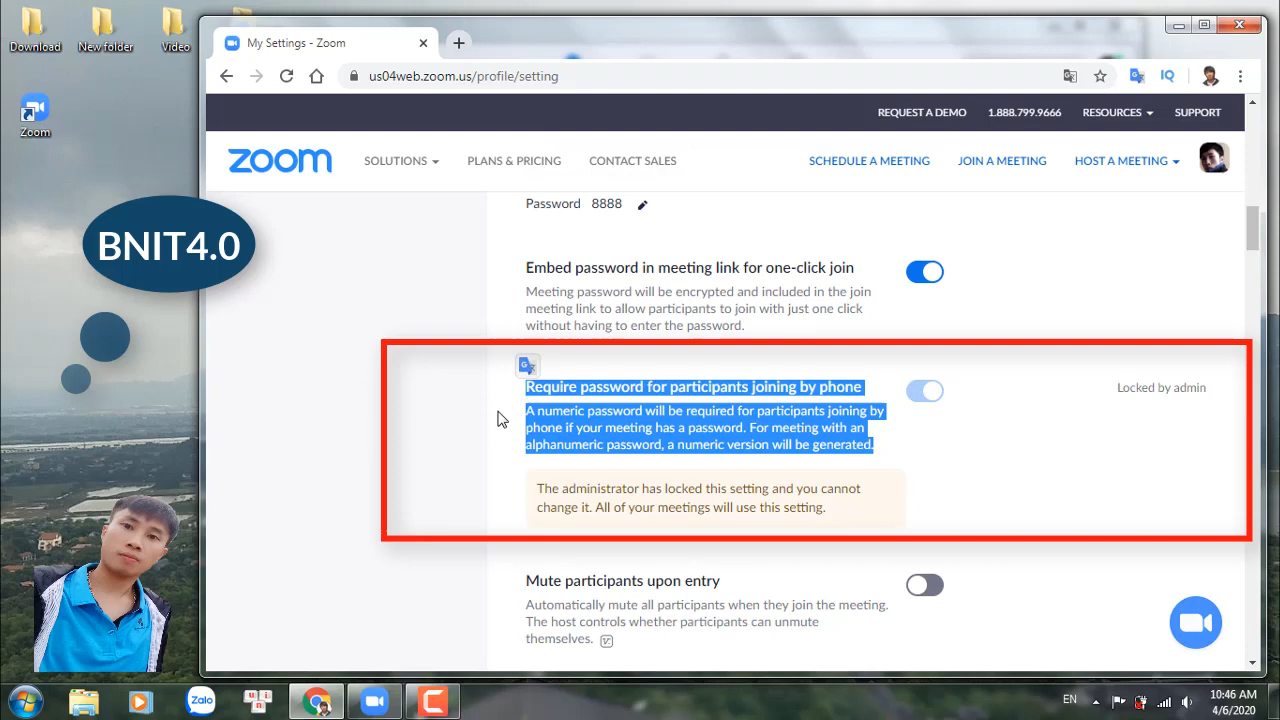 Download
New folder
Video
Zoom
BNIT4.0
My Settings - Zoom
us04web.zoom.us/profile/setting
IQ
REQUEST A DEMO
1.888.799.9666
RESOURCES
SUPPORT
zoom
SOLUTIONS
PLANS & PRICING
CONTACT SALES
SCHEDULE A MEETING
JOIN A MEETING
HOST A MEETING
Password 8888
Embed password in meeting link for one-click join
Meeting password will be encrypted and included in the join
meeting link to allow participants to join with just one click
without having to enter the password.
Require password for participants joining by phone
Locked by admin
A numeric password will be required for participants joining by
phone if your meeting has a password. For meeting with an
alphanumeric password, a numeric version will be generated.
The administrator has locked this setting and you cannot
change it. All of your meetings will use this setting.
Mute participants upon entry
Automatically mute all participants when they join the meeting.
The host controls whether participants can unmute
themselves.
Zalo
EN
10:46 AM
4/6/2020